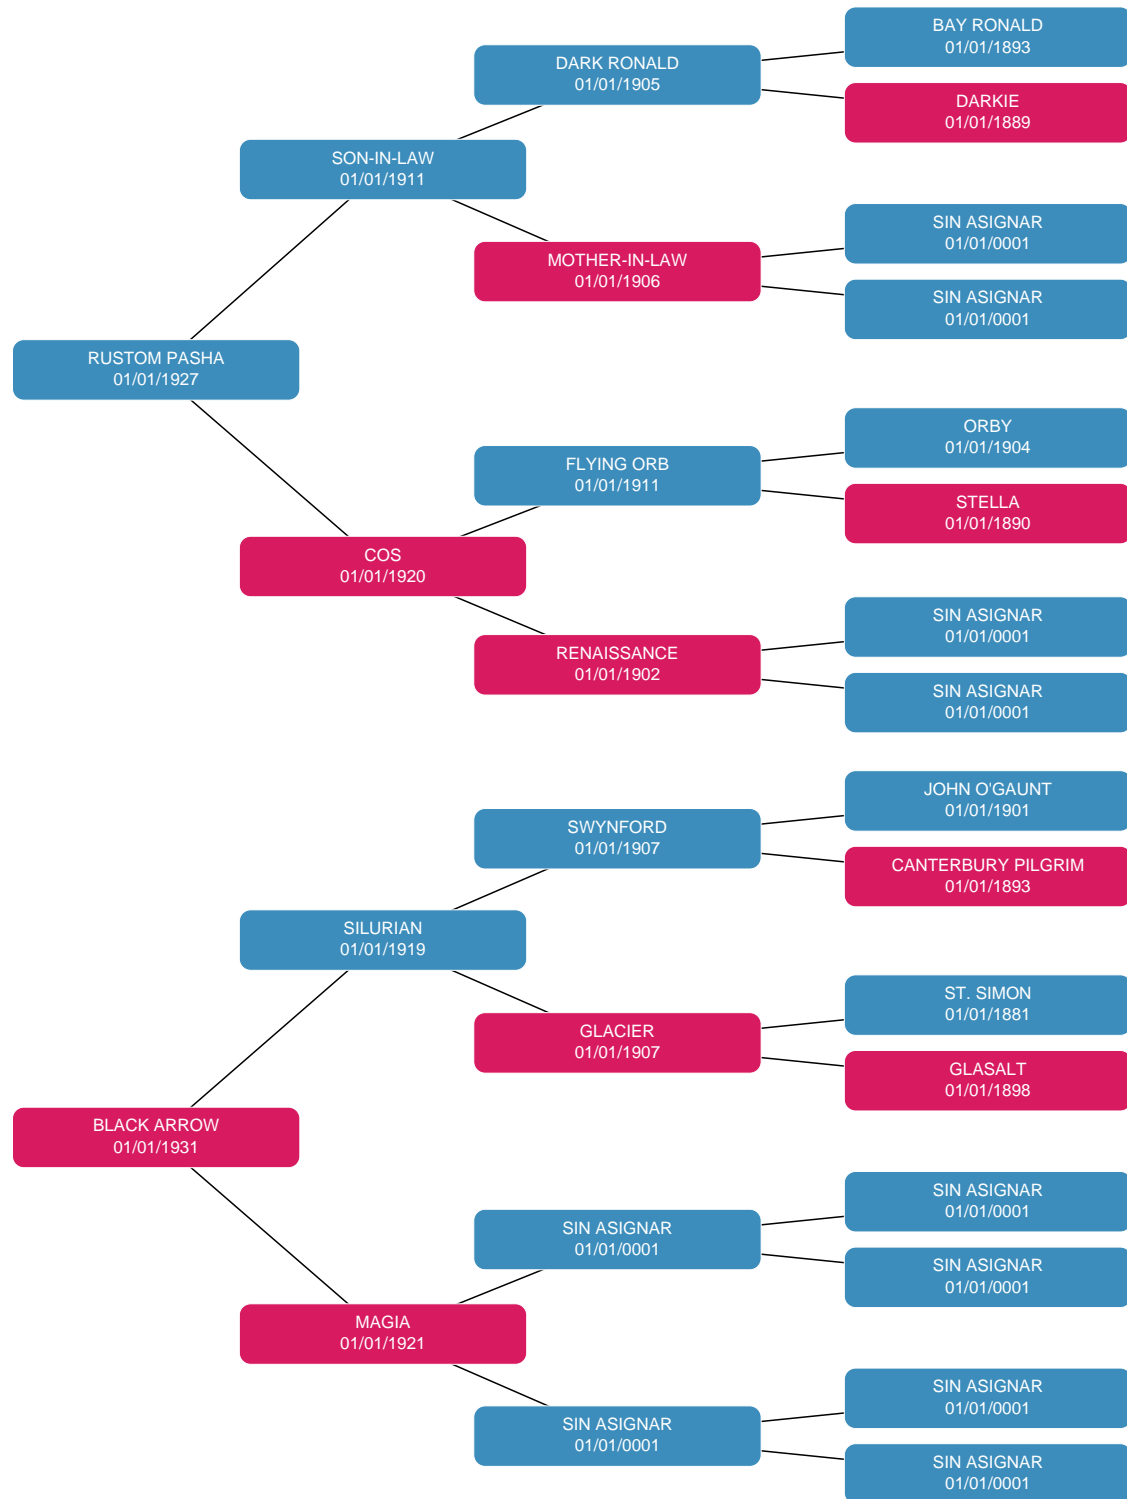 BAY RONALD
01/01/1893
DARK RONALD
01/01/1905
DARKIE
01/01/1889
SON-IN-LAW
01/01/1911
SIN ASIGNAR
01/01/0001
MOTHER-IN-LAW
01/01/1906
SIN ASIGNAR
01/01/0001
RUSTOM PASHA
01/01/1927
ORBY
01/01/1904
FLYING ORB
01/01/1911
STELLA
01/01/1890
COS
01/01/1920
SIN ASIGNAR
01/01/0001
RENAISSANCE
01/01/1902
SIN ASIGNAR
01/01/0001
JOHN O'GAUNT
01/01/1901
SWYNFORD
01/01/1907
CANTERBURY PILGRIM
01/01/1893
SILURIAN
01/01/1919
ST. SIMON
01/01/1881
GLACIER
01/01/1907
GLASALT
01/01/1898
BLACK ARROW
01/01/1931
SIN ASIGNAR
01/01/0001
SIN ASIGNAR
01/01/0001
SIN ASIGNAR
01/01/0001
MAGIA
01/01/1921
SIN ASIGNAR
01/01/0001
SIN ASIGNAR
01/01/0001
SIN ASIGNAR
01/01/0001